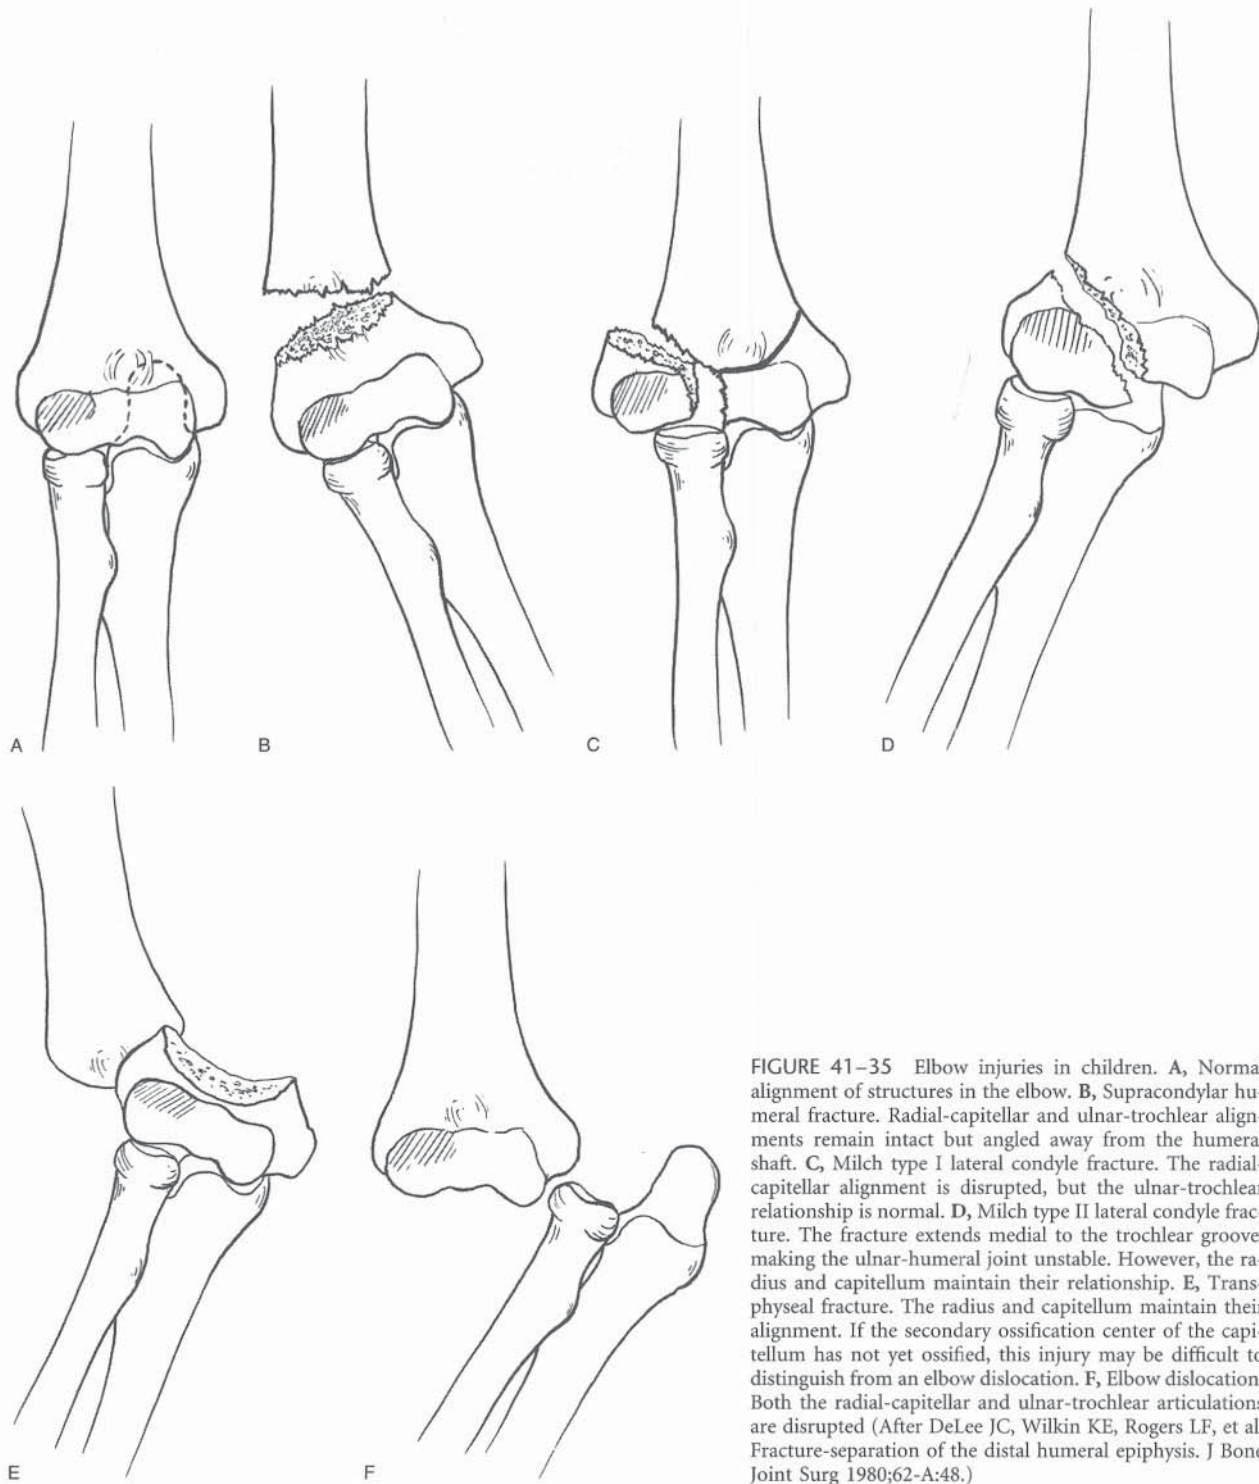 A
B
C
D
E
F
FIGURE 41–35 Elbow injuries in children. A, Norma
alignment of structures in the elbow. B, Supracondylar hu-
meral fracture. Radial-capitellar and ulnar-trochlear align-
ments remain intact but angled away from the humera
shaft. C, Milch type I lateral condyle fracture. The radial-
capitellar alignment is disrupted, but the ulnar-trochlea
relationship is normal. D, Milch type II lateral condyle frac-
ture. The fracture extends medial to the trochlear groove
making the ulnar-humeral joint unstable. However, the ra-
dius and capitellum maintain their relationship. E, Trans-
physeal fracture. The radius and capitellum maintain thei
alignment. If the secondary ossification center of the capi-
tellum has not yet ossified, this injury may be difficult to
distinguish from an elbow dislocation. F, Elbow dislocation
Both the radial-capitellar and ulnar-trochlear articulation
are disrupted (After DeLee JC, Wilkin KE, Rogers LF, et al
Fracture-separation of the distal humeral epiphysis. J Bon
Joint Surg 1980;62-A:48.)